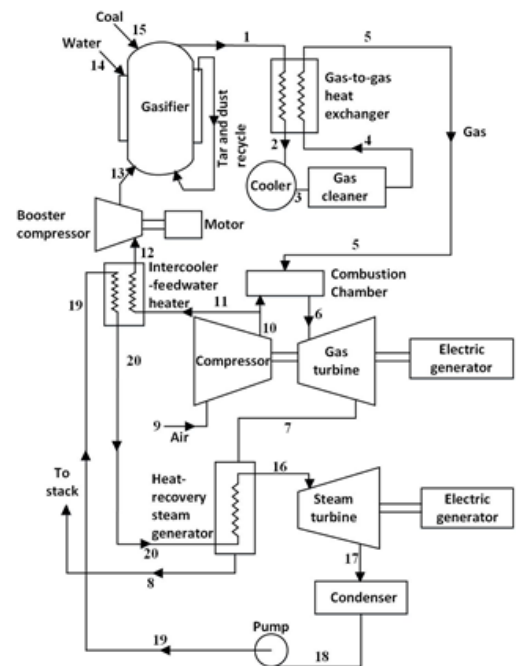 Coal
15
1
5
Water
14
Gasifier
Tar and dust
recycle
Gas-to-gas
heat
exchanger
Gas
2
4
Cooler
3
Gas
cleaner
13
Booster
compressor
Motor
12
5
Intercooler
-feedwater
heater
Combustion
Chamber
19
11
10
6
20
Compressor
Gas
turbine
Electric
generator
9
Air
7
To
stack
Heat-
recovery
steam
generator
16
Steam
turbine
Electric
generator
20
8
17
Condenser
19
Pump
18